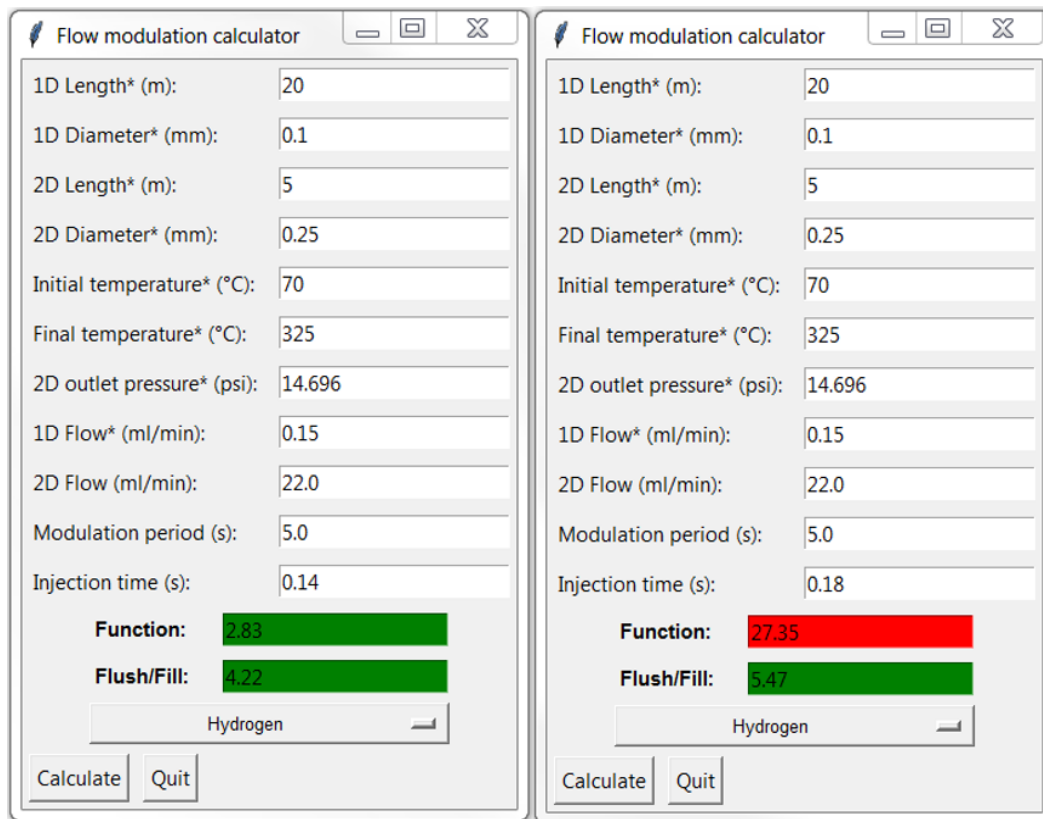 Flow modulation calculator
1D Length* (m): 20
1D Diameter* (mm): 0.1
2D Length* (m): 5
2D Diameter* (mm): 0.25
Initial temperature* (°C): 70
Final temperature* (°C): 325
2D outlet pressure* (psi): 14.696
1D Flow* (ml/min): 0.15
2D Flow (ml/min): 22.0
Modulation period (s): 5.0
Injection time (s): 0.14
Function: 2.83
Flush/Fill: 4.22
Hydrogen
Calculate Quit
Flow modulation calculator
1D Length* (m): 20
1D Diameter* (mm): 0.1
2D Length* (m): 5
2D Diameter* (mm): 0.25
Initial temperature* (°C): 70
Final temperature* (°C): 325
2D outlet pressure* (psi): 14.696
1D Flow* (ml/min): 0.15
2D Flow (ml/min): 22.0
Modulation period (s): 5.0
Injection time (s): 0.18
Function: 27.35
Flush/Fill: 5.47
Hydrogen
Calculate Quit